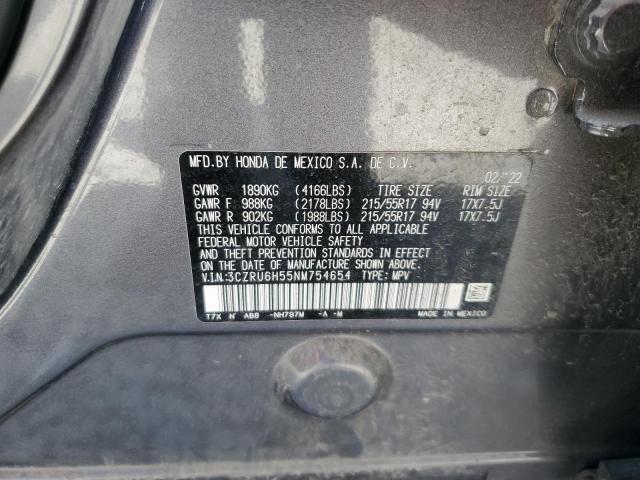 MFD.BY HONDA DE MEXICO S.A. DE C.V.
02/'22
GVWR 1890KG (4166LBS) TIRE SIZE RIM SIZE
GAWR F 988KG (2178LBS) 215/55R17 94V 17X7.5J
GAWR R 902KG (1988LBS) 215/55R17 94V 17X7.5J
THIS VEHICLE CONFORMS TO ALL APPLICABLE
FEDERAL MOTOR VEHICLE SAFETY
AND THEFT PREVENTION STANDARDS IN EFFECT
ON THE DATE OF MANUFACTURE SHOWN ABOVE.
V.I.N:3CZRU6H55NM754654 TYPE: MPV
T7X N ABB -NH797M -A -M MADE IN MEXICO